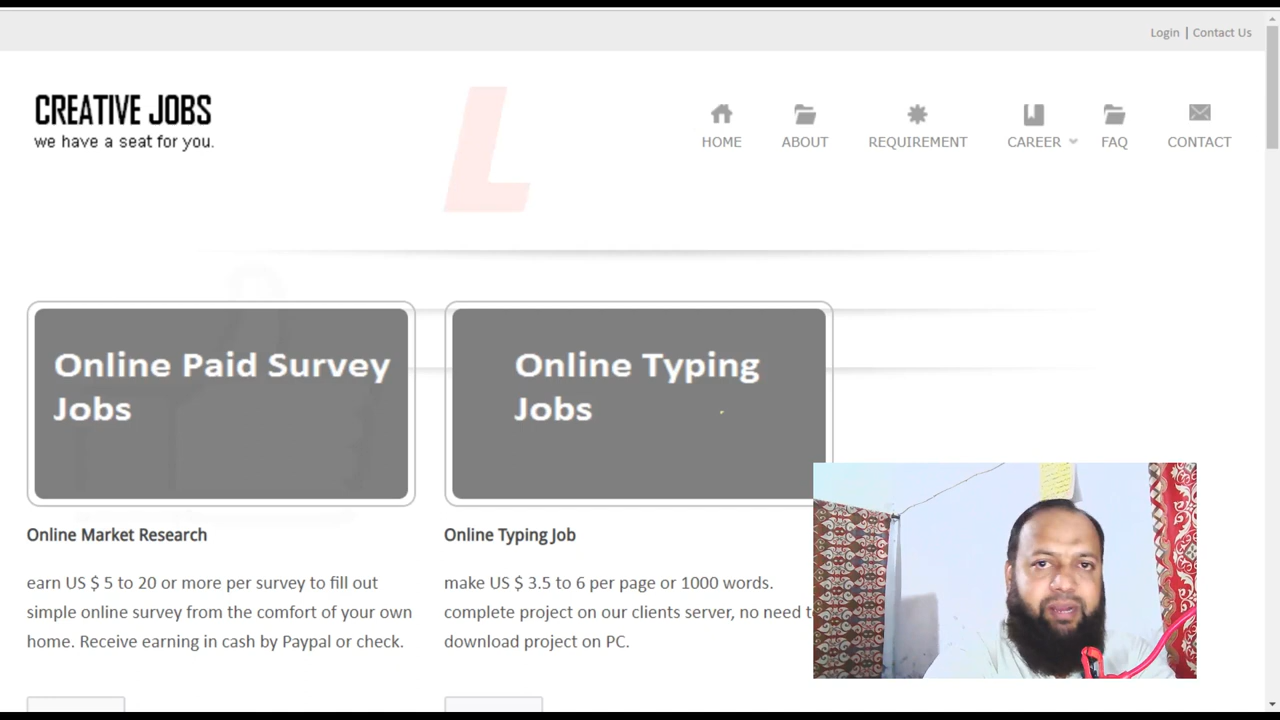 Login | Contact Us
CREATIVE JOBS
we have a seat for you.
L
HOME
ABOUT
REQUIREMENT
CAREER
FAQ
CONTACT
Online Paid Survey
Jobs
Online Typing
Jobs
Online Market Research
earn US $ 5 to 20 or more per survey to fill out
simple online survey from the comfort of your own
home. Receive earning in cash by Paypal or check.
Online Typing Job
make US $ 3.5 to 6 per page or 1000 words.
complete project on our clients server, no need
download project on PC.